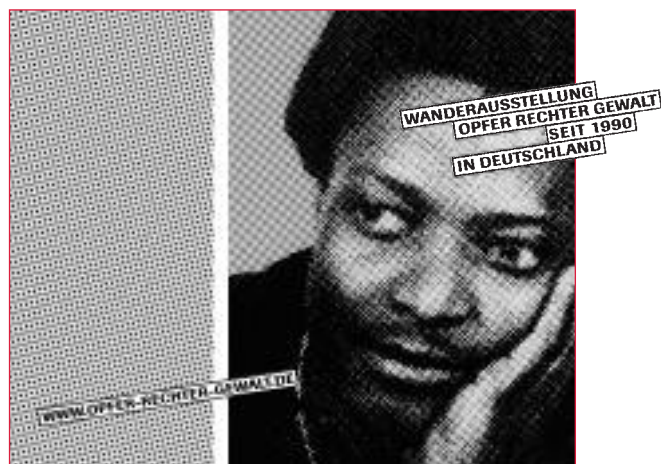 WANDERAUSSTELLUNG
OPFER RECHTER GEWALT
SEIT 1990
IN DEUTSCHLAND
WWW.OPFER-RECHTER-GEWALT.DE